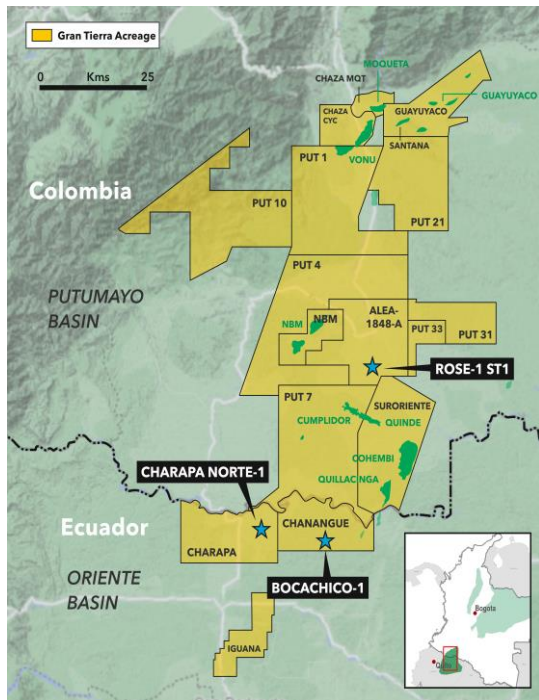 Gran Tierra Acreage
0 Kms 25
MOQUETA
CHAZA MQT
CHAZA
CYC
GUAYUYACO
GUAYUYACO
SANTANA
VONU
PUT 1
Colombia
PUT 10
PUT 21
PUT 4
PUTUMAYO
BASIN
ALEA-
1848-A
NBM
NBM
PUT 33
PUT 31
ROSE-1 ST1
PUT 7
SURORIENTE
CUMPLIDOR
QUINDE
COHEMBI
CHARAPA NORTE-1
QUILLACINGA
Ecuador
CHANANGUE
CHARAPA
ORIENTE
BASIN
BOCACHICO-1
IGUANA
Bogota
Quito